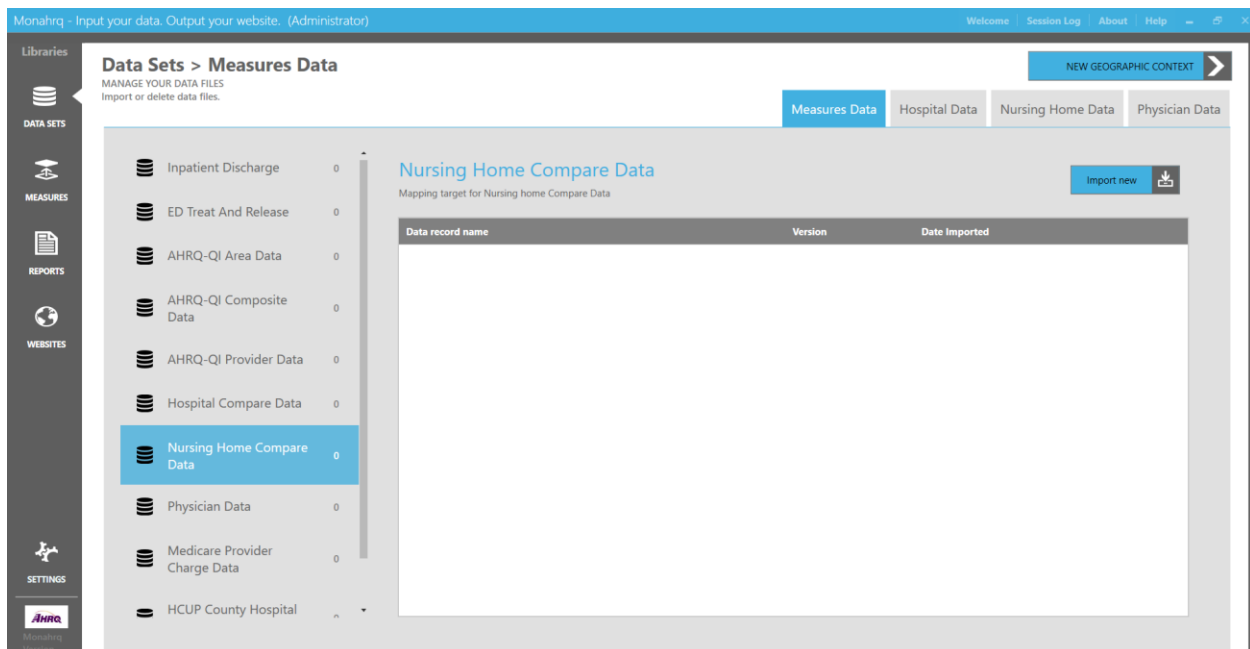 Monahrq - Input your data. Output your website. (Administrator)
Welcome
Session Log
About
Help
Libraries
DATA SETS
MEASURES
REPORTS
WEBSITES
SETTINGS
AHRQ
Monahrq
Data Sets > Measures Data
MANAGE YOUR DATA FILES
Import or delete data files.
NEW GEOGRAPHIC CONTEXT
Measures Data
Hospital Data
Nursing Home Data
Physician Data
Inpatient Discharge 0
ED Treat And Release 0
AHRQ-QI Area Data 0
AHRQ-QI Composite
Data 0
AHRQ-QI Provider Data 0
Hospital Compare Data 0
Nursing Home Compare
Data 0
Physician Data 0
Medicare Provider
Charge Data 0
HCUP County Hospital
Nursing Home Compare Data
Mapping target for Nursing home Compare Data
Import new
Data record name Version Date Imported